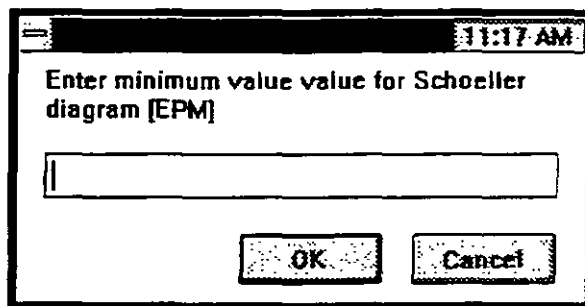 11:17 AM
Enter minimum value value for Schoeller
diagram [EPM]
OK
Cancel